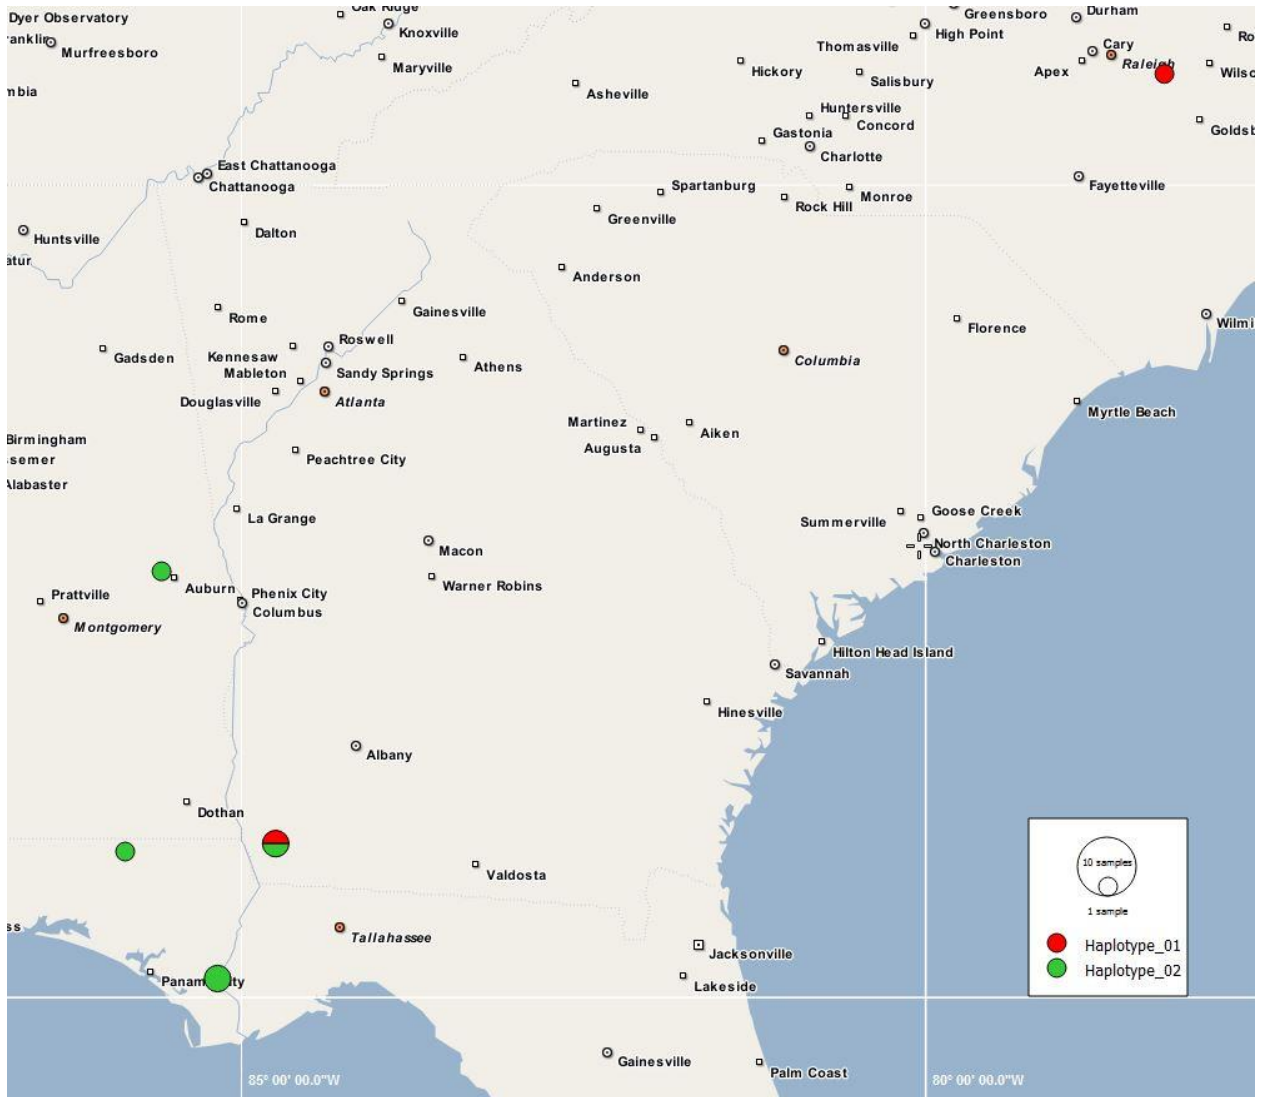 Dyer Observatory
Oak Ridge
Greensboro
Durham
Knoxville
High Point
Murfreesboro
Thomasville
Cary
Raleigh
Maryville
Hickory
Salisbury
Apex
Asheville
Huntersville
Concord
Gastonia
Charlotte
East Chattanooga
Chattanooga
Spartanburg
Fayetteville
Monroe
Rock Hill
Greenville
Dalton
Huntsville
Anderson
Gainesville
Rome
Florence
Roswell
Kennesaw
Gadsden
Columbia
Athens
Sandy Springs
Mableton
Douglasville
Atlanta
Myrtle Beach
Martinez
Aiken
Augusta
Birmingham
Peachtree City
Alabaster
La Grange
Goose Creek
Summerville
North Charleston
Macon
Charleston
Auburn
Warner Robins
Prattville
Phenix City
Columbus
Montgomery
Hilton Head Island
Savannah
Hinesville
Albany
Dothan
10 samples
Valdosta
1 sample
Tallahassee
Haplotype_01
Jacksonville
Haplotype_02
Lakeside
Gainesville
Palm Coast
85° 00' 00.0"W
80° 00' 00.0"W